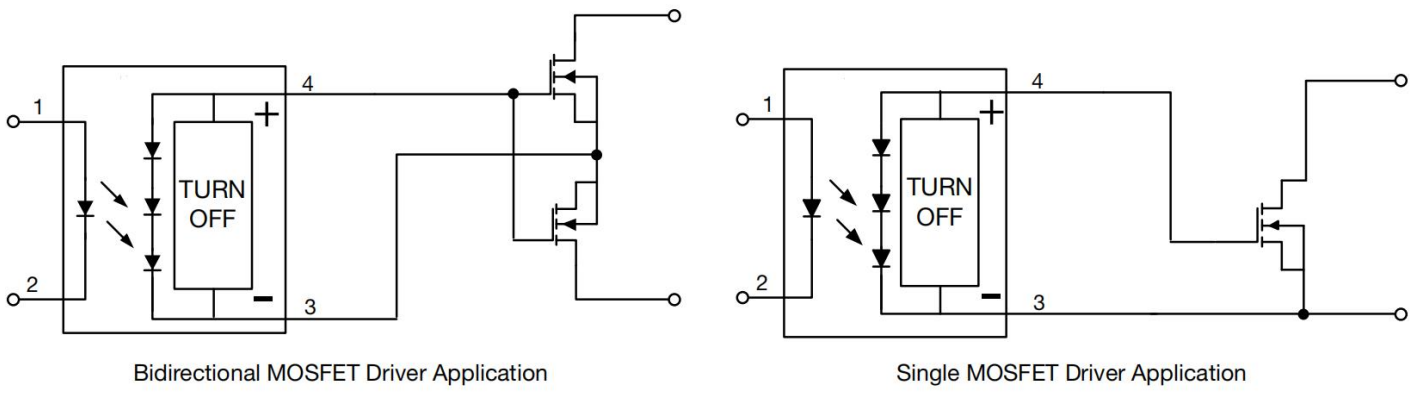 4
1
+
TURN
OFF
2
−
3
Bidirectional MOSFET Driver Application
4
1
+
TURN
OFF
2
−
3
Single MOSFET Driver Application